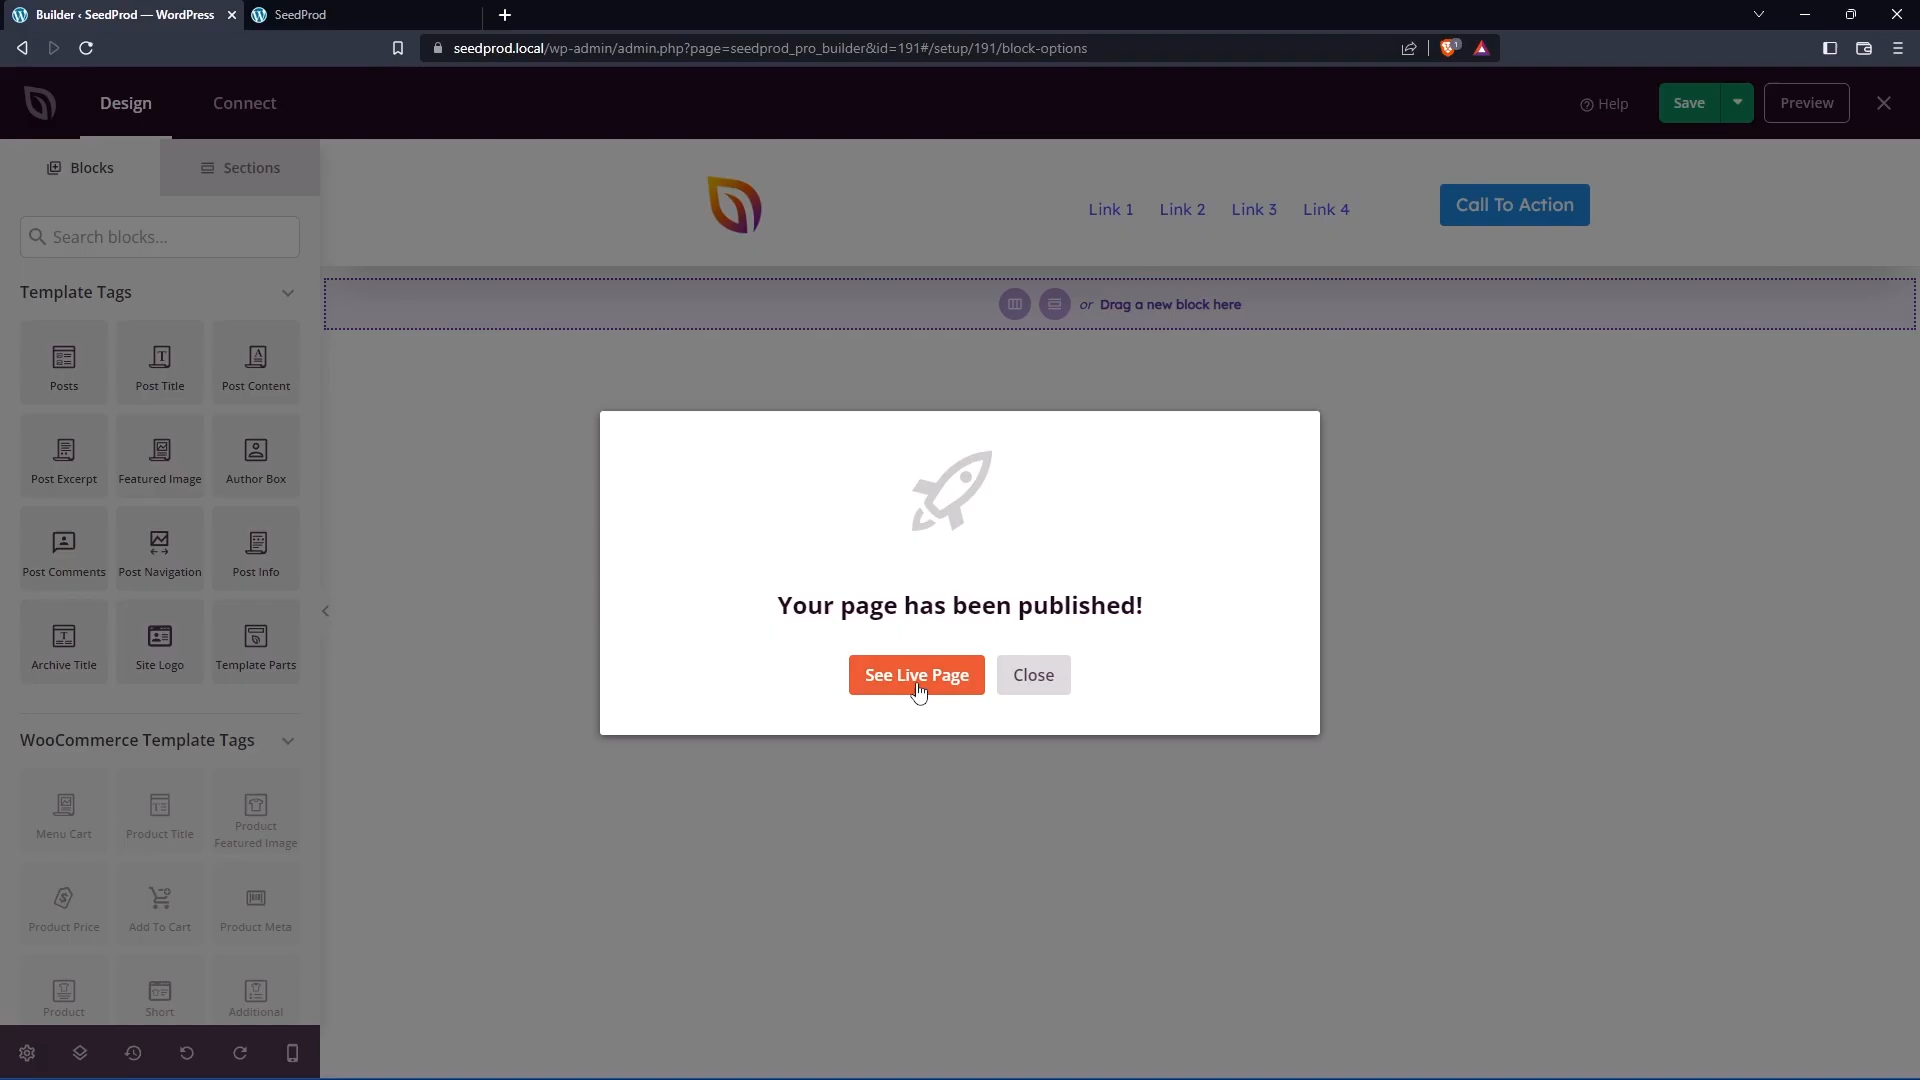 Builder ‹ SeedProd — WordPress
SeedProd
seedprod.local/wp-admin/admin.php?page=seedprod_pro_builder&id=191#/setup/191/block-options
1
Design
Connect
Help
Save
Preview
Blocks
Sections
Search blocks...
Template Tags
Posts
Post Title
Post Content
Post Excerpt
Featured Image
Author Box
Post Comments
Post Navigation
Post Info
Archive Title
Site Logo
Template Parts
WooCommerce Template Tags
Menu Cart
Product Title
Product
Featured Image
Product Price
Add To Cart
Product Meta
Product
Short
Additional
Link 1
Link 2
Link 3
Link 4
Call To Action
or Drag a new block here
Your page has been published!
See Live Page
Close